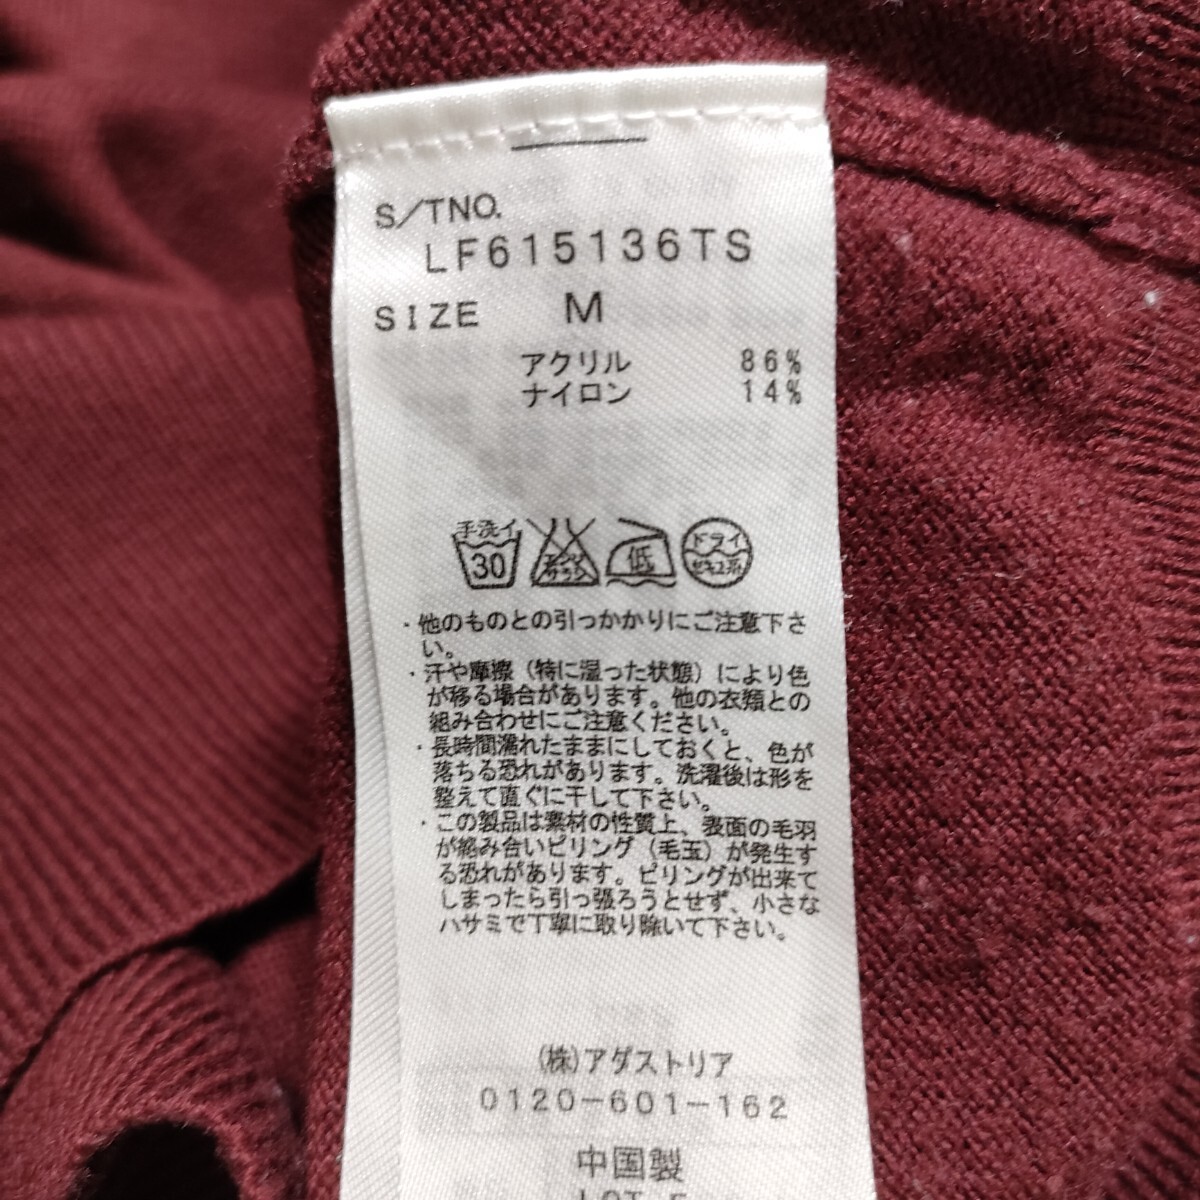 S/TNO.
LF615136TS
SIZE M
アクリル 86%
ナイロン 14%
手洗イ
30
エンソサラシ
低
ドライ
セキユ系
・他のものとの引っかかりにご注意下さ
い。
・汗や摩擦（特に湿った状態）により色
が移る場合があります。他の衣類との
組み合わせにご注意ください。
・長時間濡れたままにしておくと、色が
落ちる恐れがあります。洗濯後は形を
整えて直ぐに干して下さい。
・この製品は素材の性質上、表面の毛羽
が絡み合いピリング（毛玉）が発生す
る恐れがあります。ピリングが出来て
しまったら引っ張ろうとせず、小さな
ハサミで丁寧に取り除いて下さい。
(株)アダストリア
0120-601-162
中国製
LOT